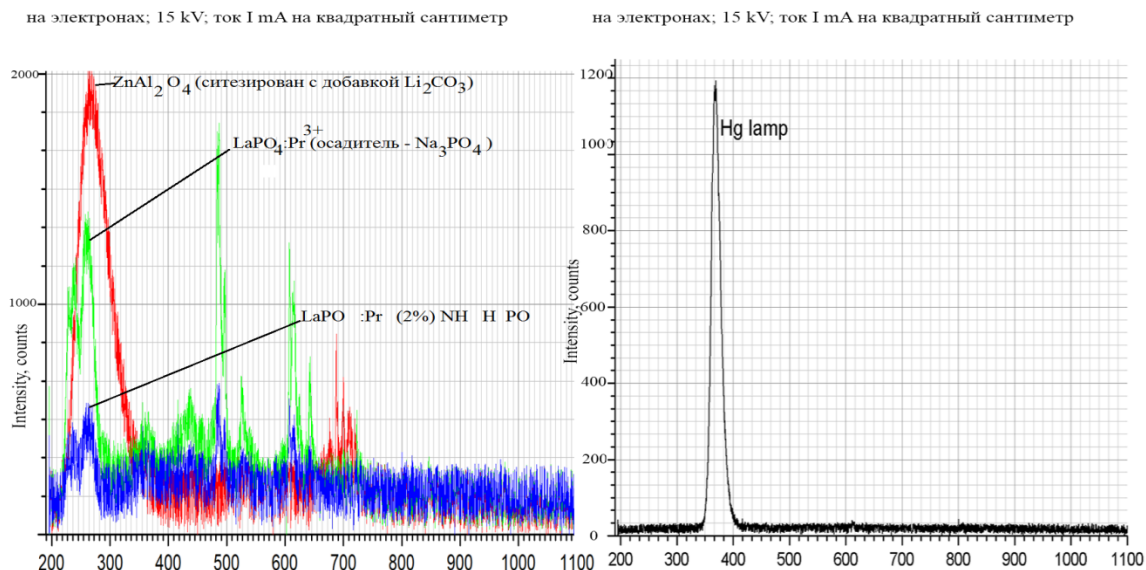 на электронах; 15 kV; ток I mA на квадратный сантиметр
2000
ZnAl2O4 (ситезирован с добавкой Li2CO3)
LaPO4:Pr3+ (осадитель - Na3PO4 )
1000
LaPO :Pr (2%) NH H PO
Intensity, counts
200 300 400 500 600 700 800 900 1000 1100
на электронах; 15 kV; ток I mA на квадратный сантиметр
1200
Hg lamp
1000
800
600
400
200
0
Intensity, counts
200 300 400 500 600 700 800 900 1000 1100